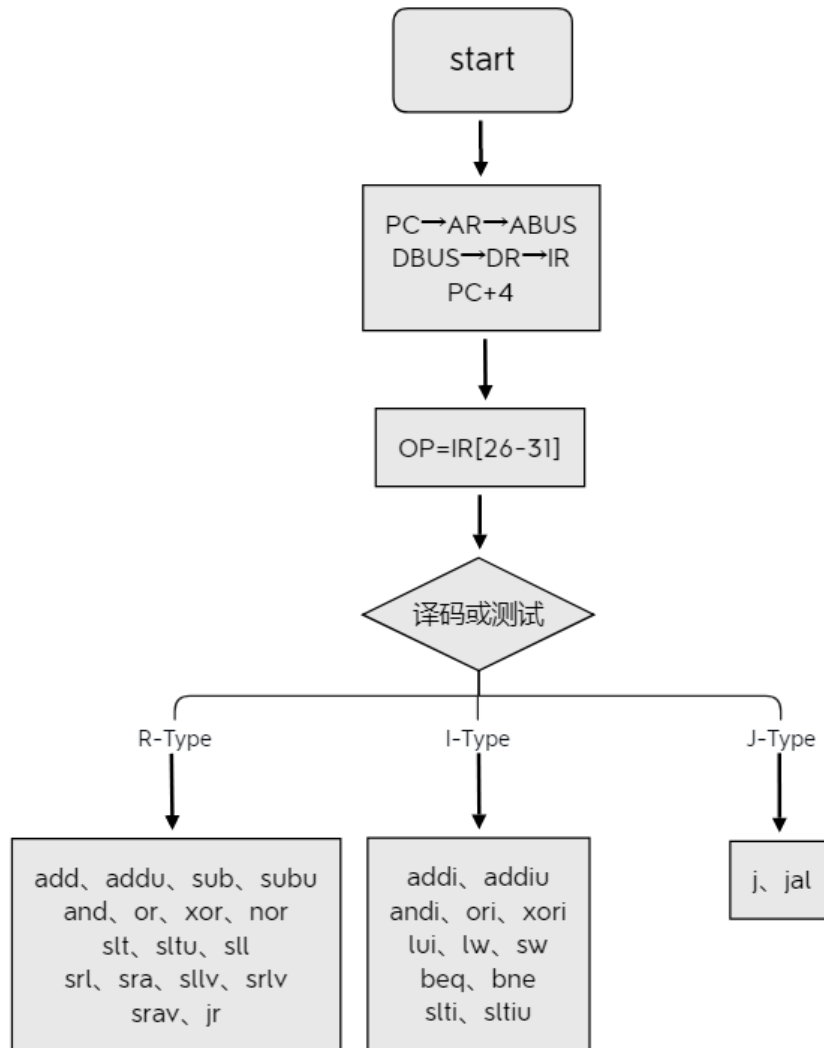 start
PC→AR→ABUS
DBUS→DR→IR
PC+4
OP=IR[26-31]
译码或测试
R-Type
I-Type
J-Type
add、addu、sub、subu
and、or、xor、nor
slt、sltu、sll
srl、sra、sllv、srlv
srav、jr
addi、addiu
andi、ori、xori
lui、lw、sw
beq、bne
slti、sltiu
j、jal